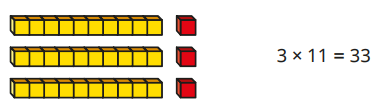 3 × 11 = 33